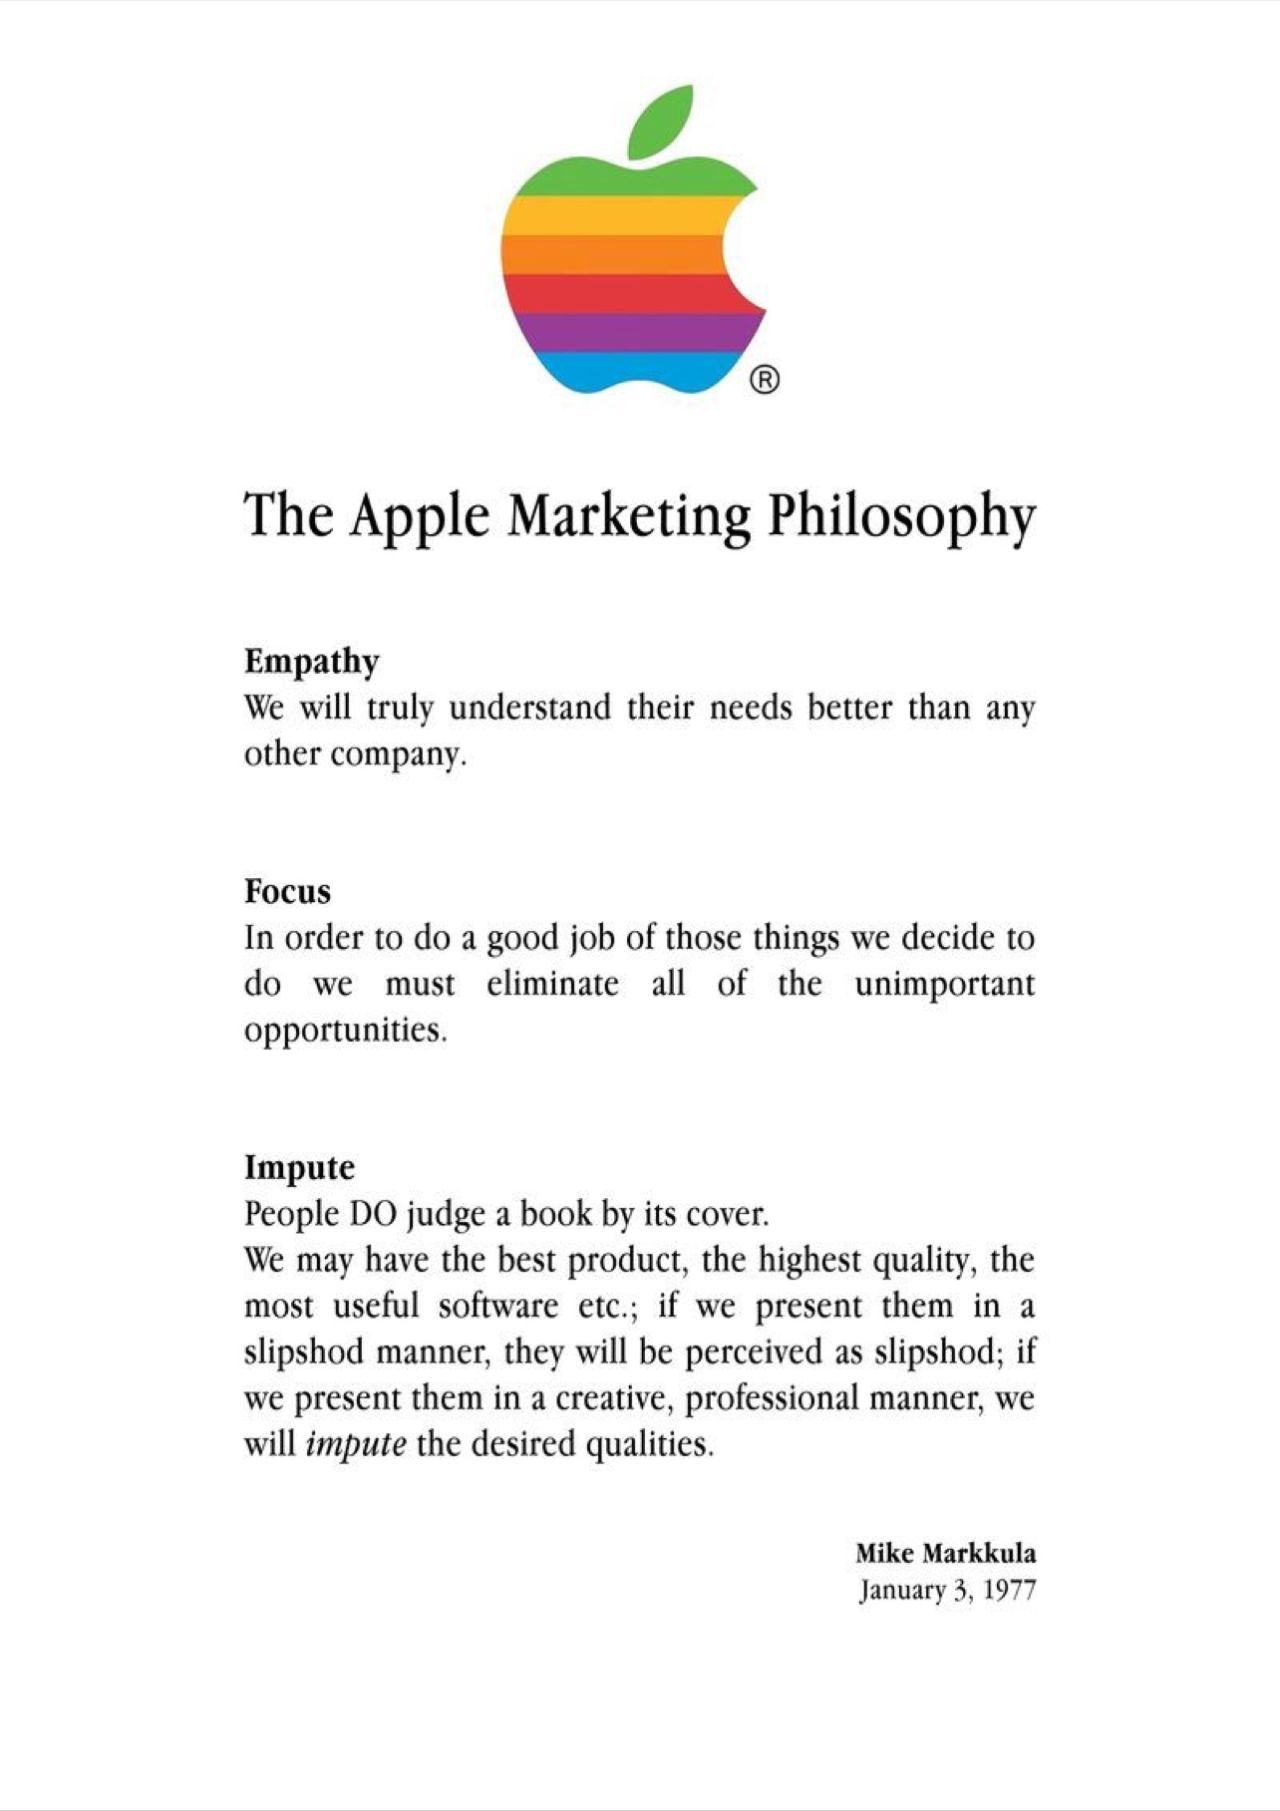 ®
The Apple Marketing Philosophy
Empathy
We will truly understand their needs better than any
other company.
Focus
In order to do a good job of those things we decide to
do we must eliminate all of the unimportant
opportunities.
Impute
People DO judge a book by its cover.
We may have the best product, the highest quality, the
most useful software etc.; if we present them in a
slipshod manner, they will be perceived as slipshod; if
we present them in a creative, professional manner, we
will impute the desired qualities.
Mike Markkula
January 3, 1977